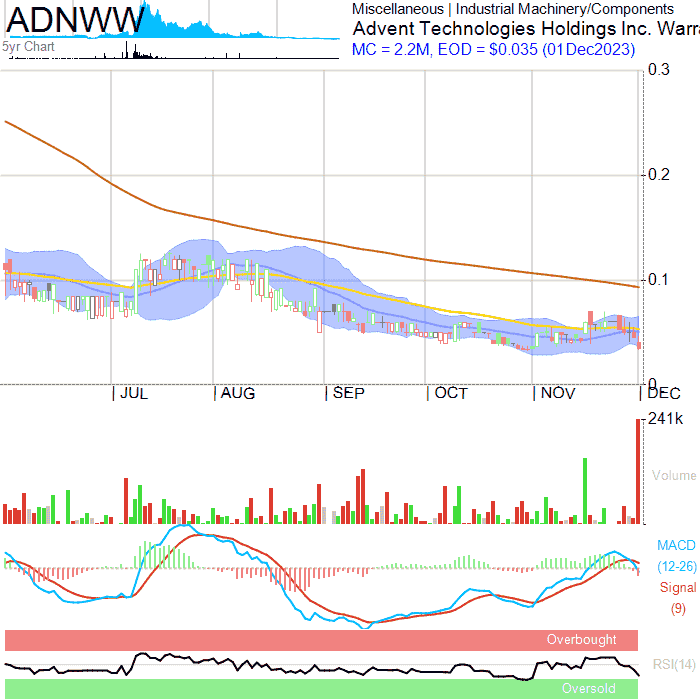 ADNWW
5yr Chart
Miscellaneous | Industrial Machinery/Components
Advent Technologies Holdings Inc. Warra
MC = 2.2M, EOD = $0.035 (01Dec2023)
0.3
0.2
0.1
0
JUL AUG SEP OCT NOV DEC
241k
Volume
MACD
(12-26)
Signal
(9)
Overbought
RSI(14)
Oversold